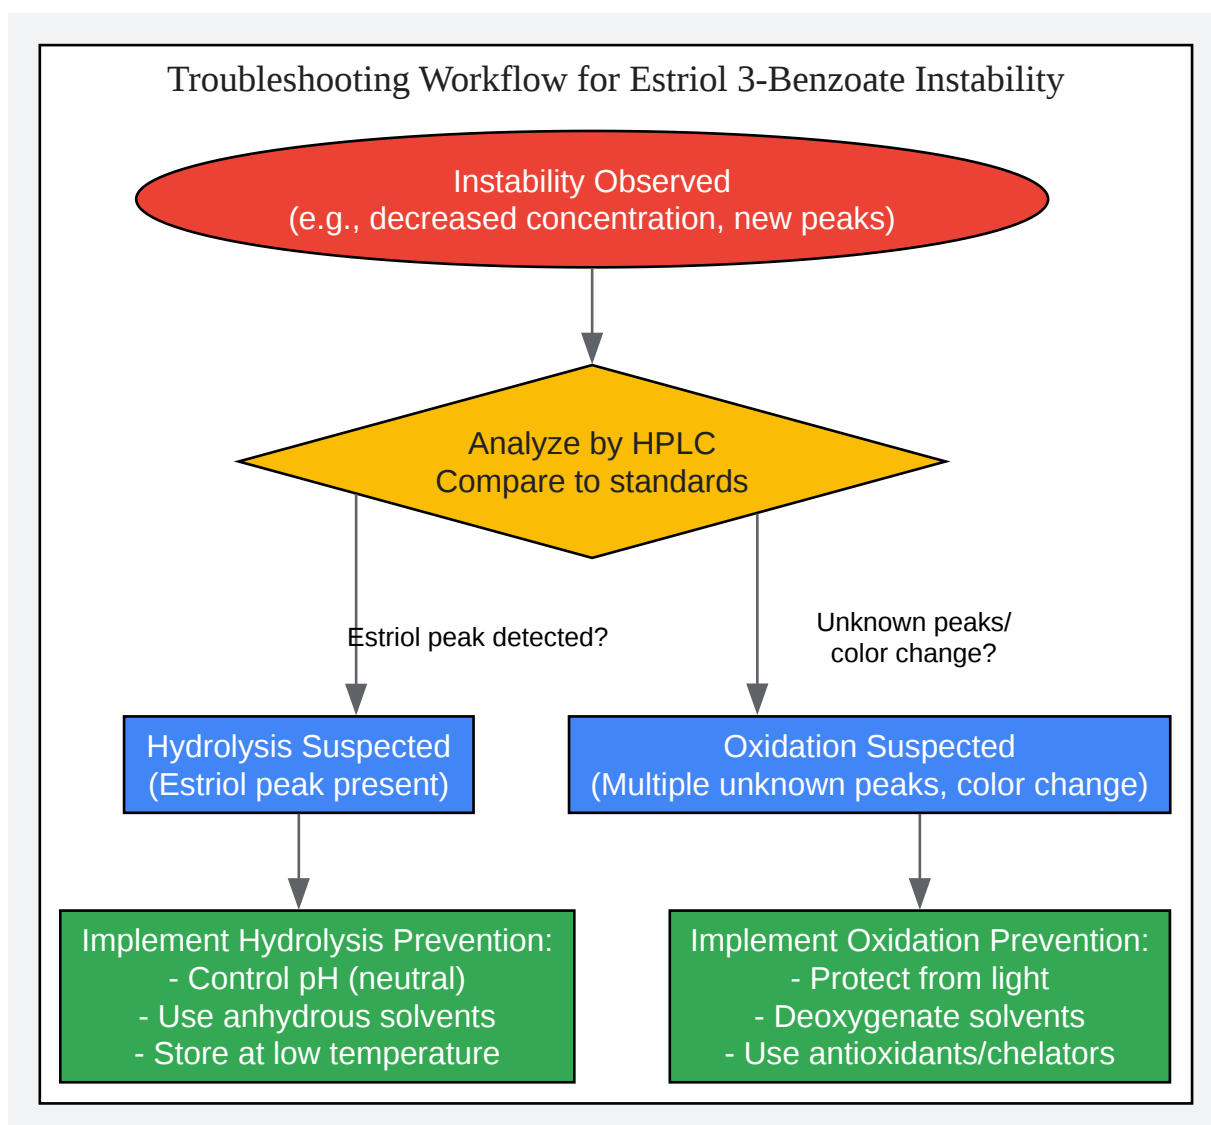 Troubleshooting Workflow for Estriol 3-Benzoate Instability
Instability Observed
(e.g., decreased concentration, new peaks)
Analyze by HPLC
Compare to standards
Estriol peak detected?
Unknown peaks/
color change?
Hydrolysis Suspected
(Estriol peak present)
Oxidation Suspected
(Multiple unknown peaks, color change)
Implement Hydrolysis Prevention:
- Control pH (neutral)
- Use anhydrous solvents
- Store at low temperature
Implement Oxidation Prevention:
- Protect from light
- Deoxygenate solvents
- Use antioxidants/chelators